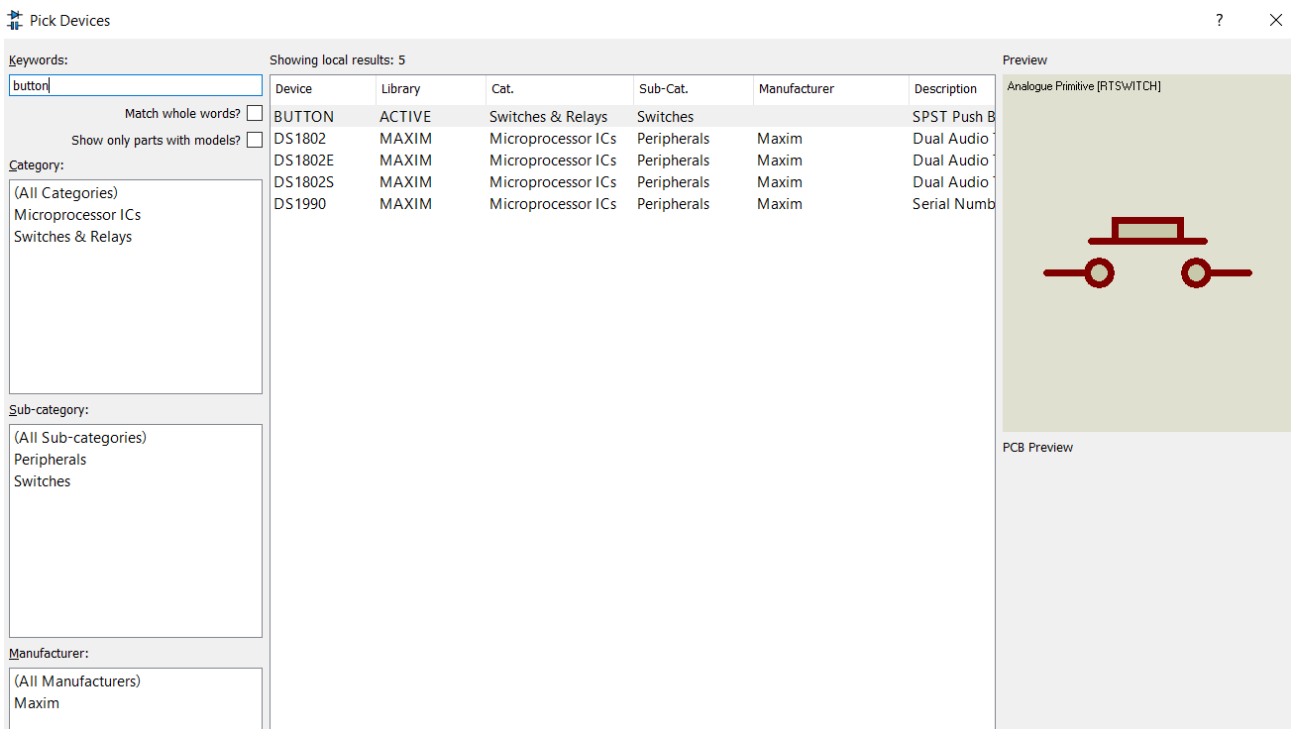 Pick Devices
?
Keywords:
button
Match whole words?
Show only parts with models?
Category:
(All Categories)
Microprocessor ICs
Switches & Relays
Sub-category:
(All Sub-categories)
Peripherals
Switches
Manufacturer:
(All Manufacturers)
Maxim
Showing local results: 5
Device Library Cat. Sub-Cat. Manufacturer Description
BUTTON ACTIVE Switches & Relays Switches SPST Push B
DS1802 MAXIM Microprocessor ICs Peripherals Maxim Dual Audio
DS1802E MAXIM Microprocessor ICs Peripherals Maxim Dual Audio
DS1802S MAXIM Microprocessor ICs Peripherals Maxim Dual Audio
DS1990 MAXIM Microprocessor ICs Peripherals Maxim Serial Numb
Preview
Analogue Primitive [RTSWITCH]
PCB Preview